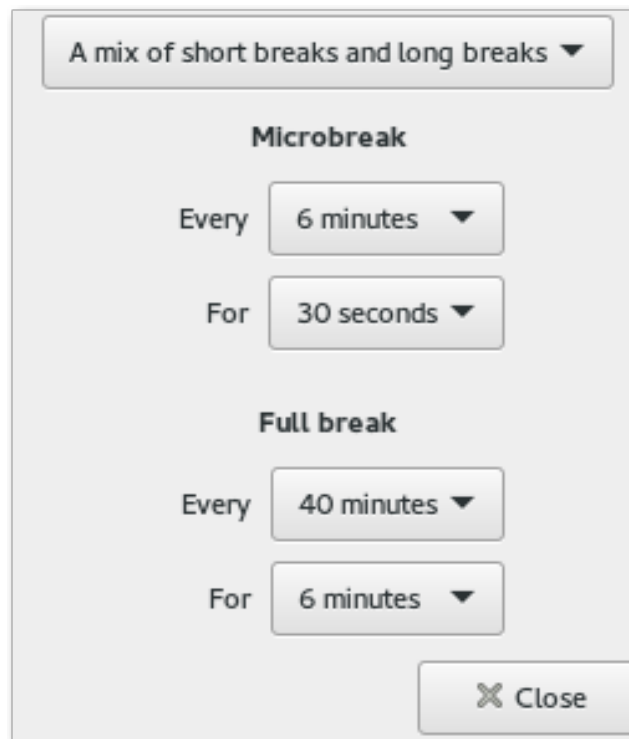 A mix of short breaks and long breaks
Microbreak
Every 6 minutes
For 30 seconds
Full break
Every 40 minutes
For 6 minutes
Close